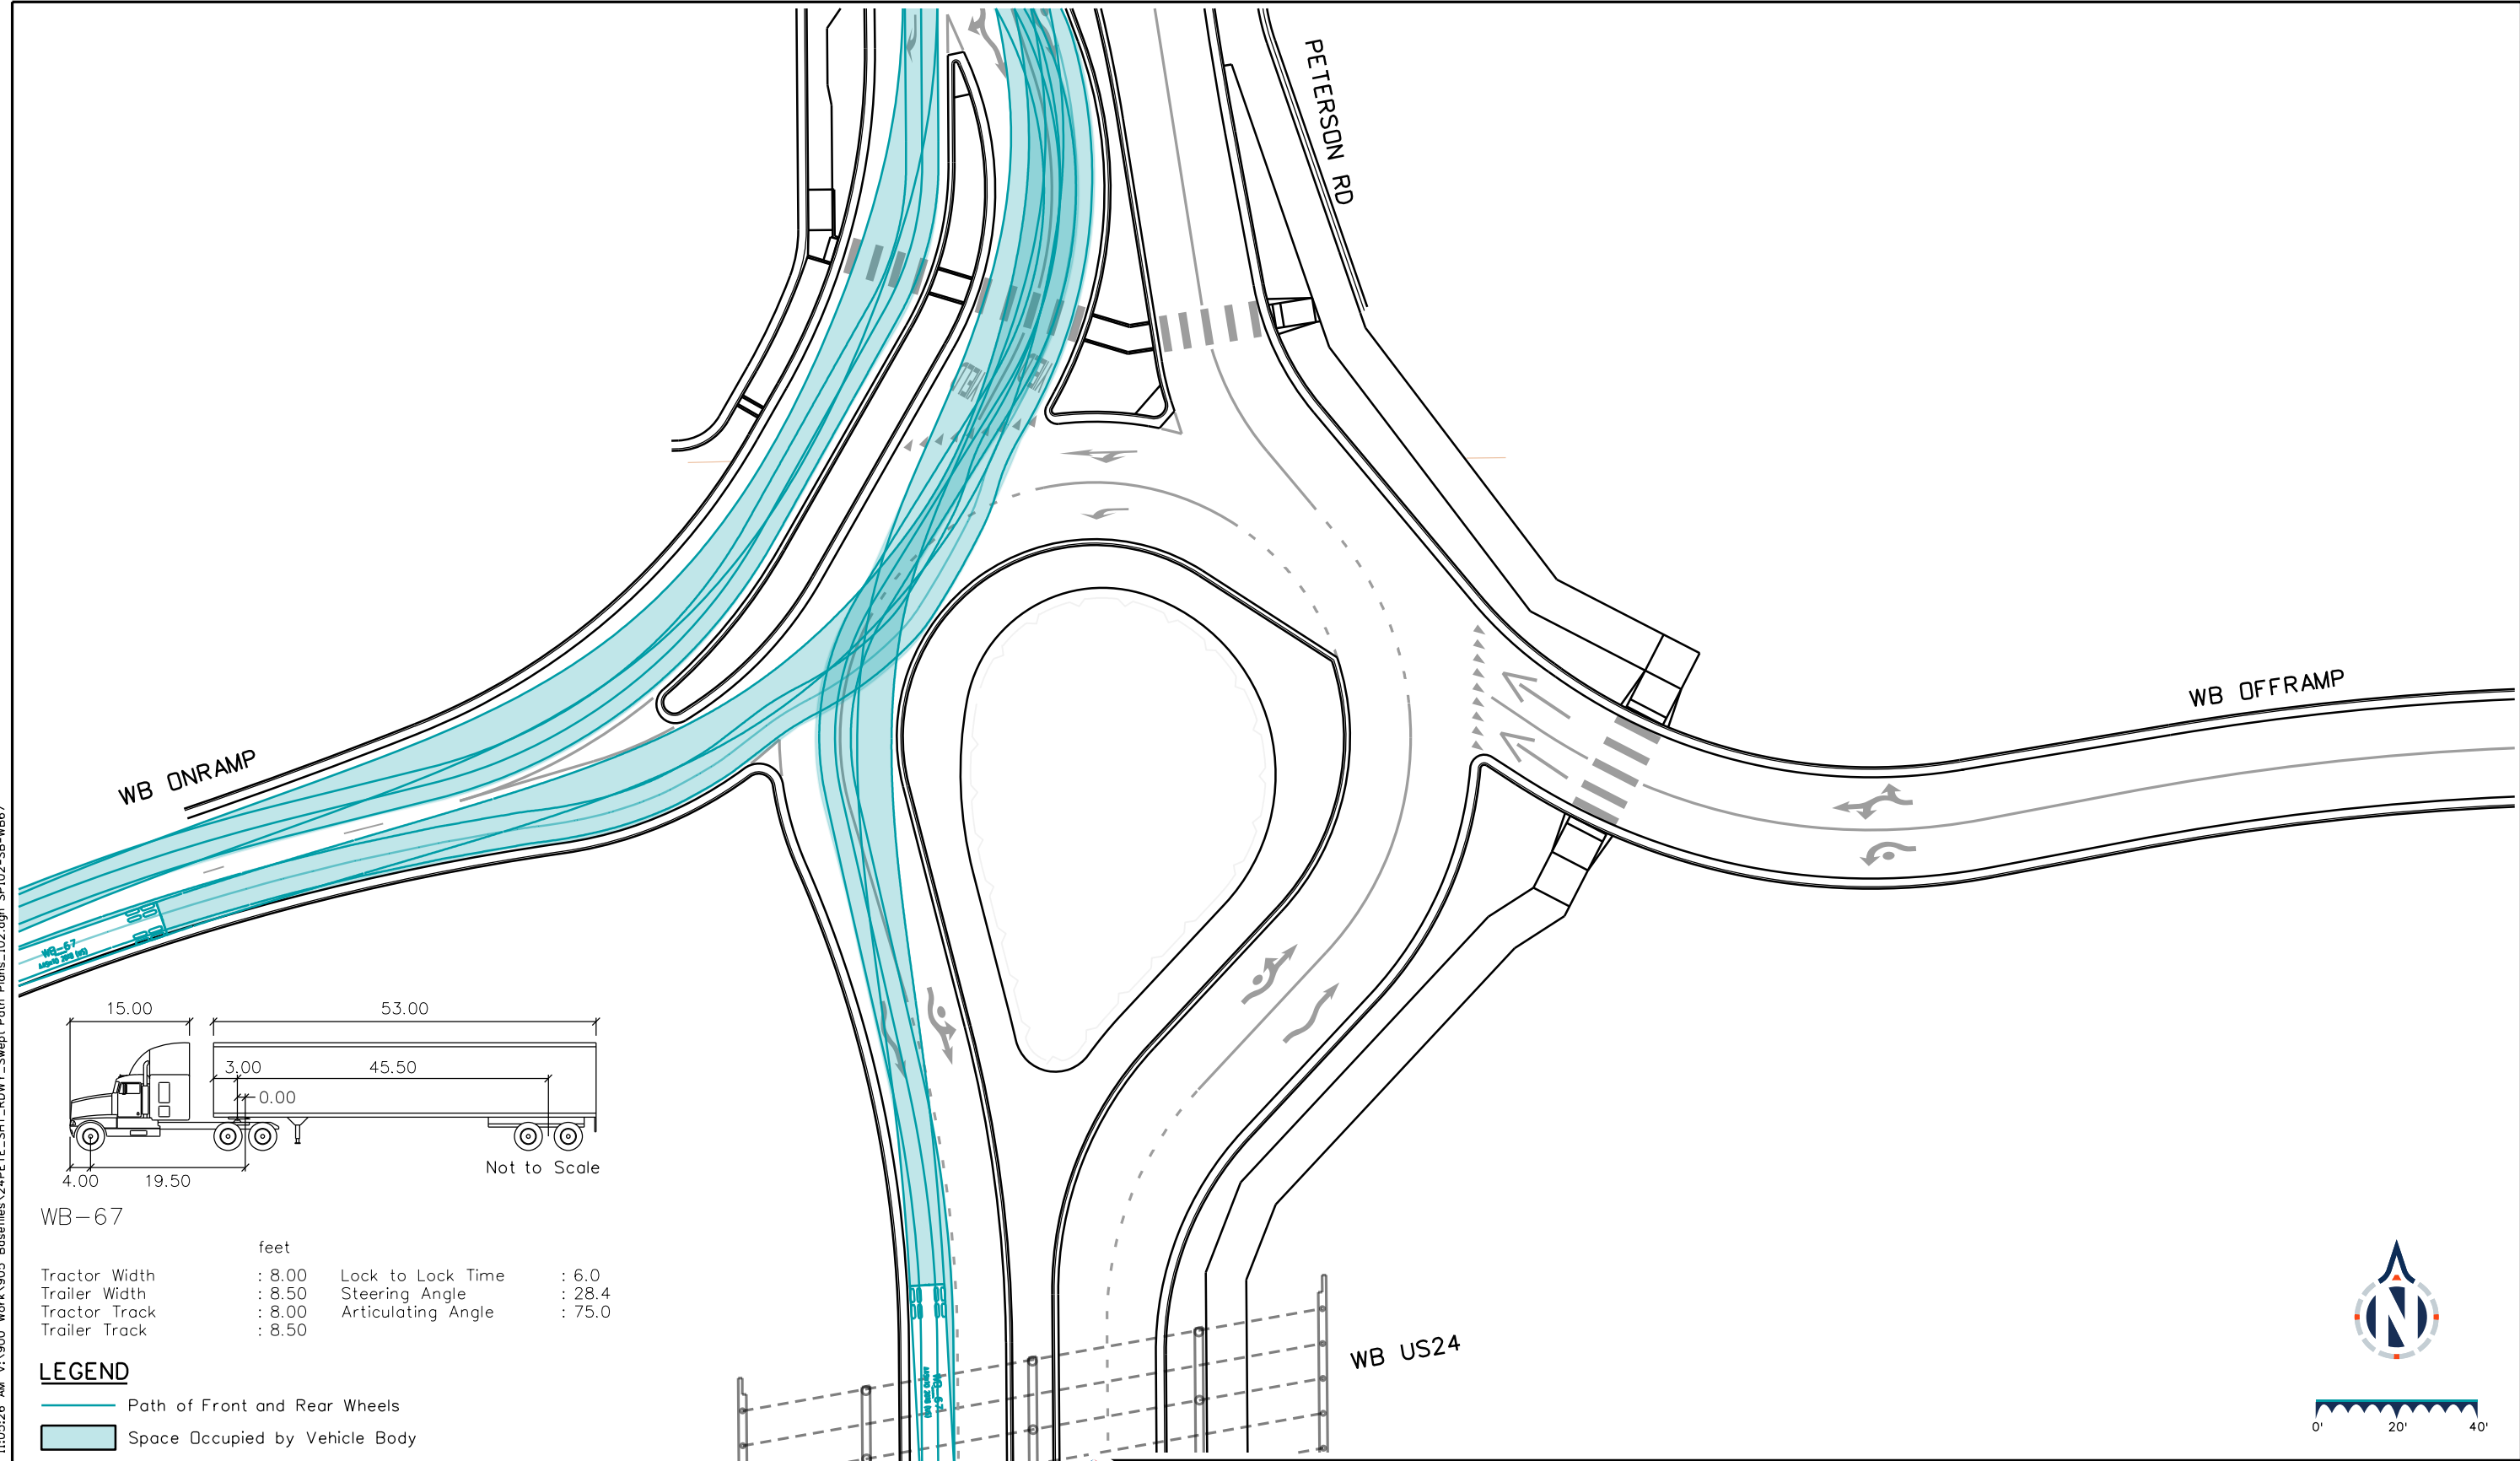 PETERSON RD
WB OFFRAMP
WB ONRAMP
WB-67
15.00
53.00
3.00
45.50
0.00
Not to Scale
4.00
19.50
WB-67
feet
Tractor Width : 8.00 Lock to Lock Time : 6.0
Trailer Width : 8.50 Steering Angle : 28.4
Tractor Track : 8.00 Articulating Angle : 75.0
Trailer Track : 8.50
LEGEND
Path of Front and Rear Wheels
Space Occupied by Vehicle Body
WB-67
WB US24
N
0' 20' 40'